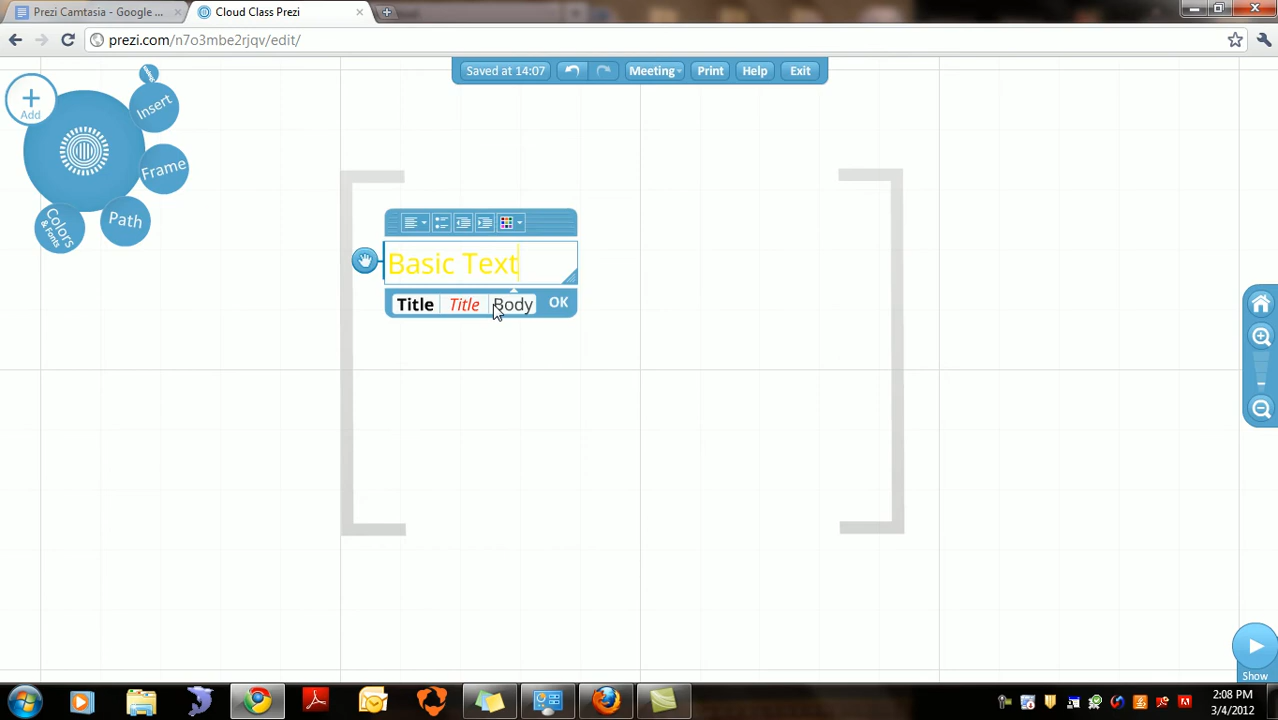 Prezi Camtasia - Google ...
Cloud Class Prezi
prezi.com/n7o3mbe2rjqv/edit/
Saved at 14:07
Meeting
Print
Help
Exit
Add
Insert
Frame
Path
Colors
& Fonts
Basic Text
Title
Title
Body
OK
Show
2:08 PM
3/4/2012